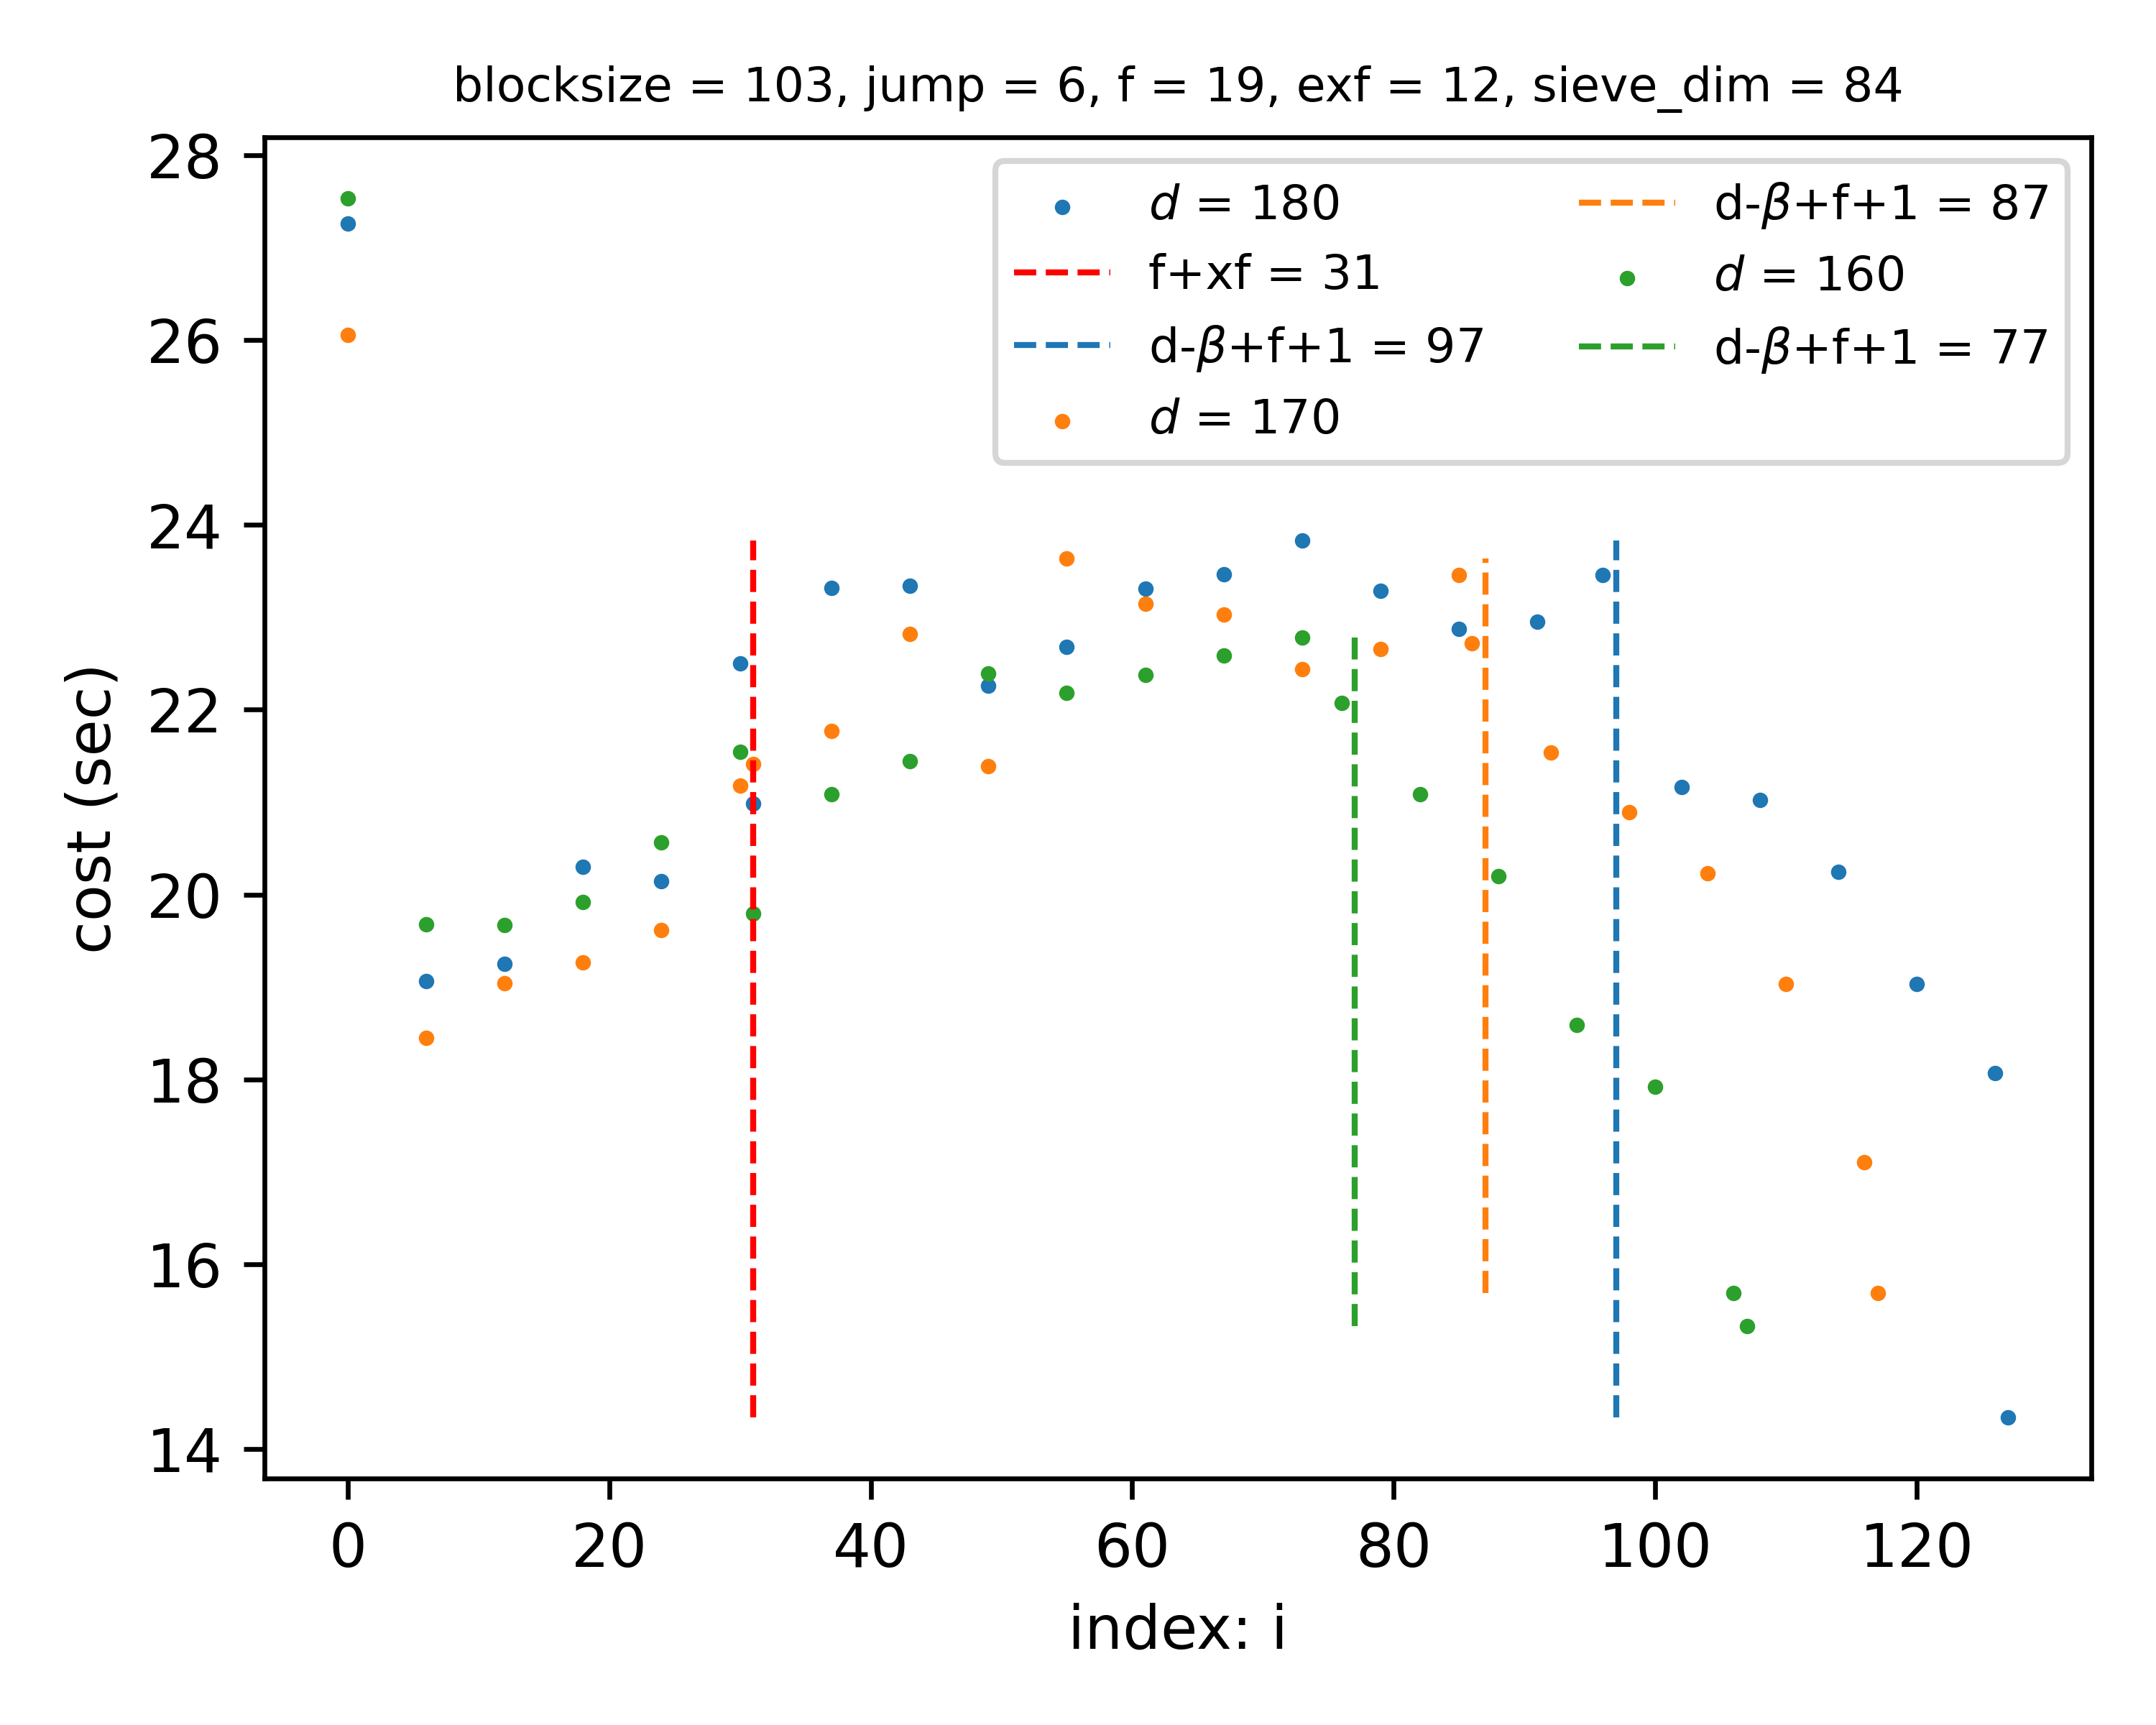 blocksize = 103, jump = 6, f = 19, exf = 12, sieve_dim = 84
28
26
24
22
20
18
16
14
cost (sec)
d = 180
f+xf = 31
d-β+f+1 = 97
d = 170
d-β+f+1 = 87
d = 160
d-β+f+1 = 77
0 20 40 60 80 100 120
index: i